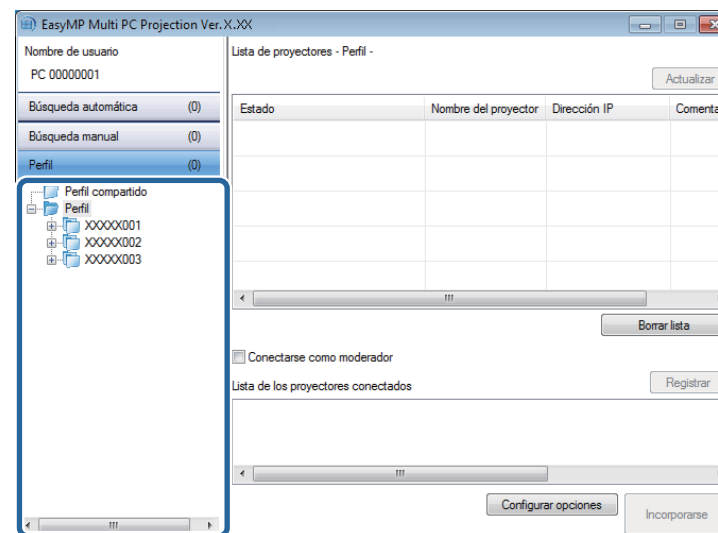 EasyMP Multi PC Projection Ver.X.XX
Nombre de usuario
PC 00000001
Búsqueda automática (0)
Búsqueda manual (0)
Perfil (0)
Perfil compartido
Perfil
XXXXX001
XXXXX002
XXXXX003
Lista de proyectores - Perfil -
Actualizar
Estado Nombre del proyector Dirección IP Comenta
Borrar lista
Conectarse como moderador
Lista de los proyectores conectados
Registrar
Configurar opciones
Incorporarse